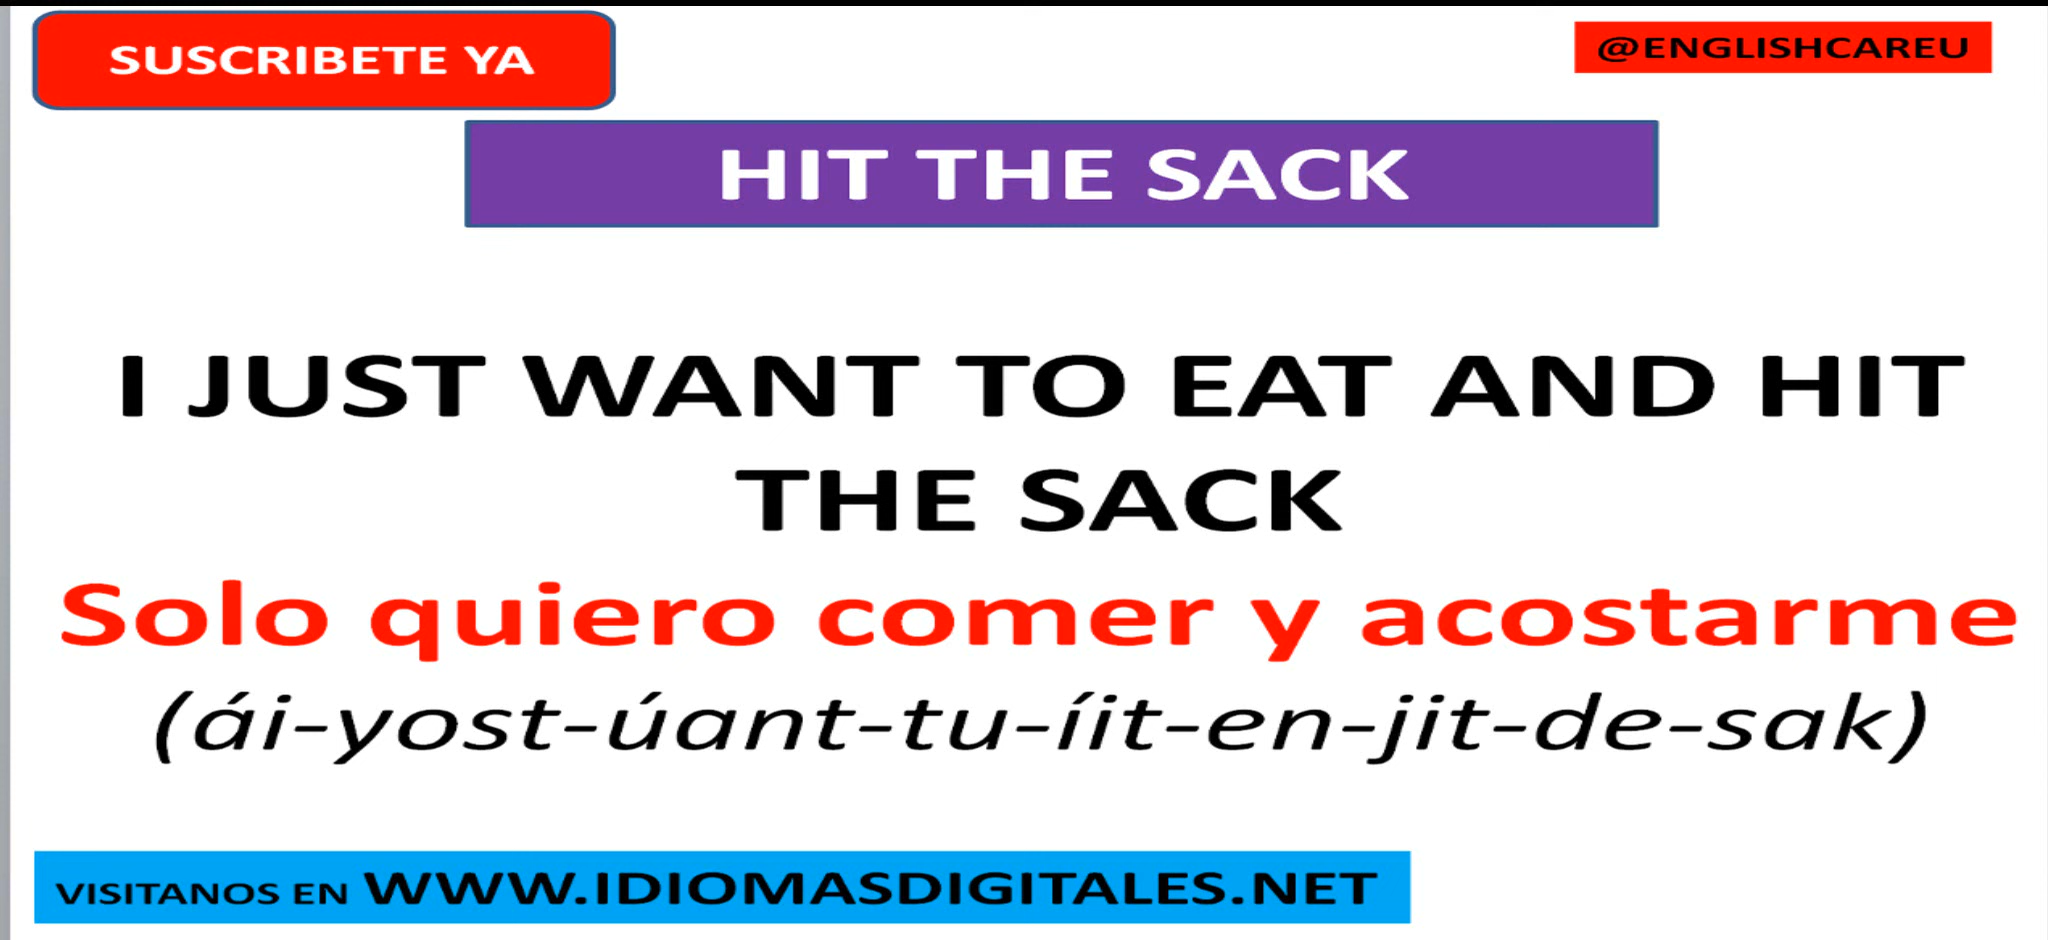 SUSCRIBETE YA
@ENGLISHCAREU
HIT THE SACK
I JUST WANT TO EAT AND HIT
THE SACK
Solo quiero comer y acostarme
(ái-yost-úant-tu-íit-en-jit-de-sak)
VISITANOS EN WWW.IDIOMASDIGITALES.NET